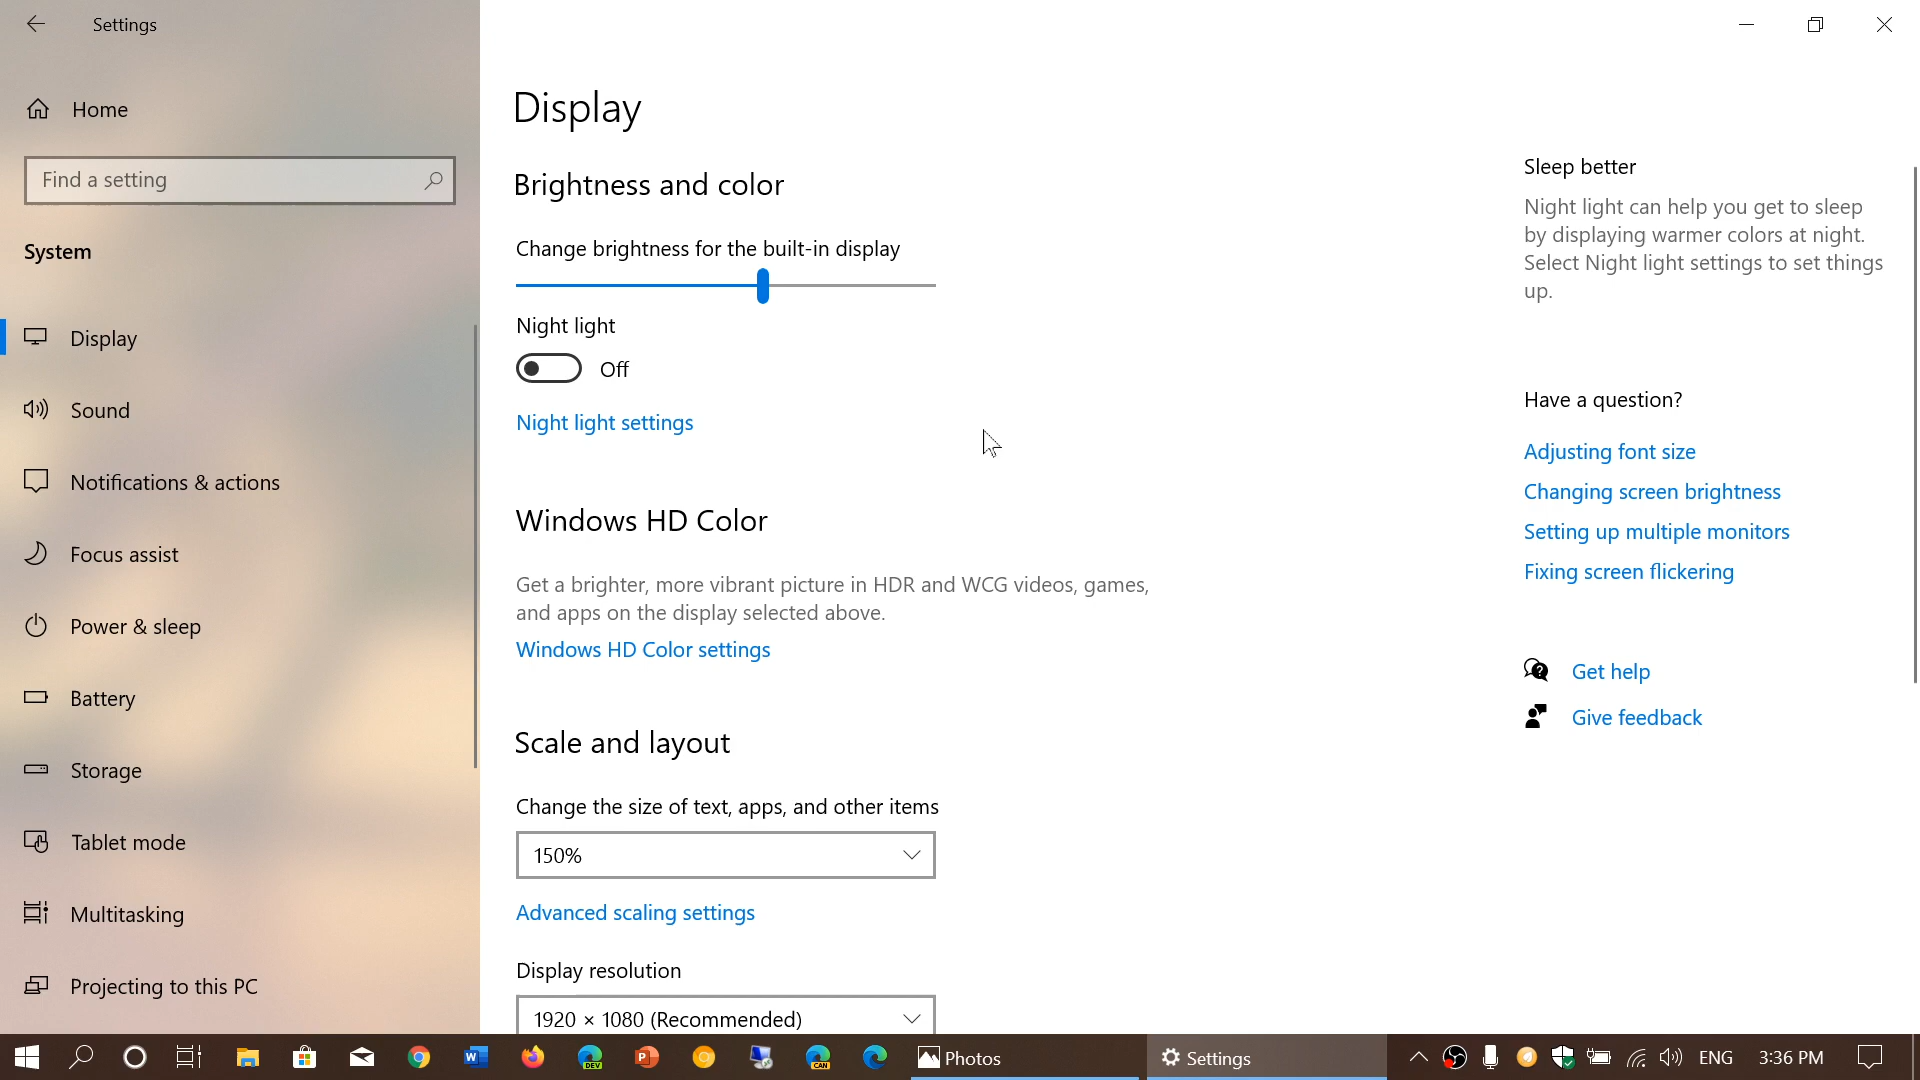 Settings
Home
Find a setting
System
Display
Sound
Notifications & actions
Focus assist
Power & sleep
Battery
Storage
Tablet mode
Multitasking
Projecting to this PC
Display
Brightness and color
Change brightness for the built-in display
Night light
Off
Night light settings
Windows HD Color
Get a brighter, more vibrant picture in HDR and WCG videos, games,
and apps on the display selected above.
Windows HD Color settings
Scale and layout
Change the size of text, apps, and other items
150%
Advanced scaling settings
Display resolution
1920 × 1080 (Recommended)
Sleep better
Night light can help you get to sleep
by displaying warmer colors at night.
Select Night light settings to set things
up.
Have a question?
Adjusting font size
Changing screen brightness
Setting up multiple monitors
Fixing screen flickering
Get help
Give feedback
W
DEV
P
CAN
Photos
Settings
ENG
3:36 PM